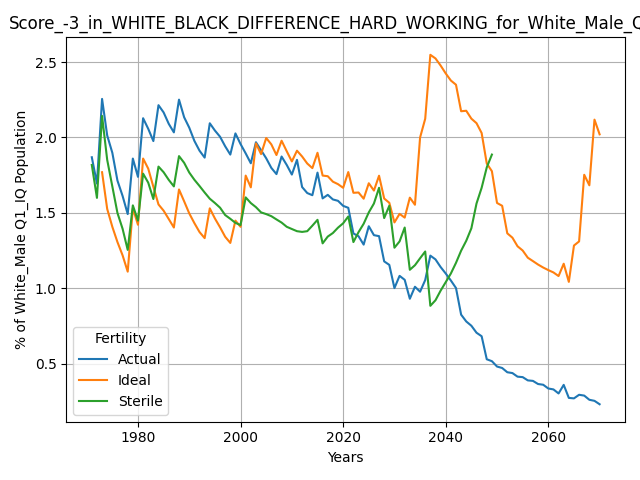 Score_-3_in_WHITE_BLACK_DIFFERENCE_HARD_WORKING_for_White_Male_
% of White_Male Q1_IQ Population
2.5
2.0
1.5
1.0
0.5
Fertility
Actual
Ideal
Sterile
1980 2000 2020 2040 2060
Years